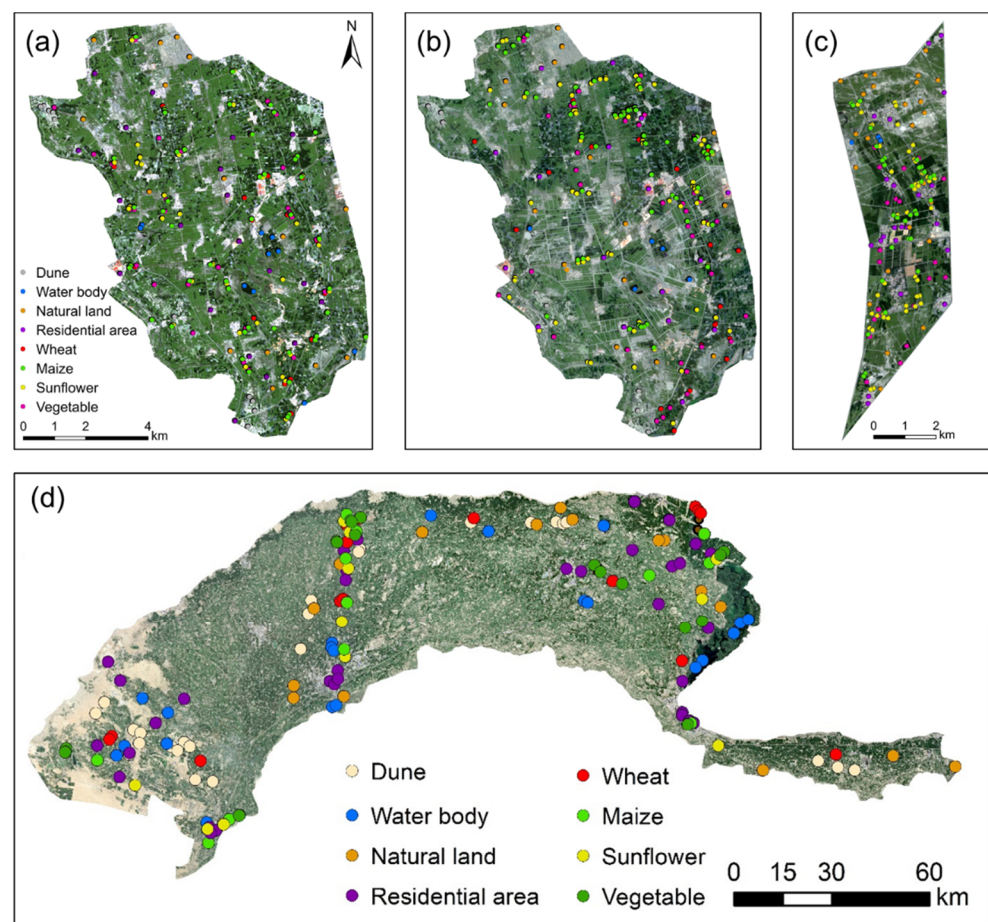 (a)
N
(b)
(c)
Dune
Water body
Natural land
Residential area
Wheat
Maize
Sunflower
Vegetable
0 1 2 4
km
0 1 2
km
(d)
Dune
Water body
Natural land
Residential area
Wheat
Maize
Sunflower
Vegetable
0 15 30 60
km